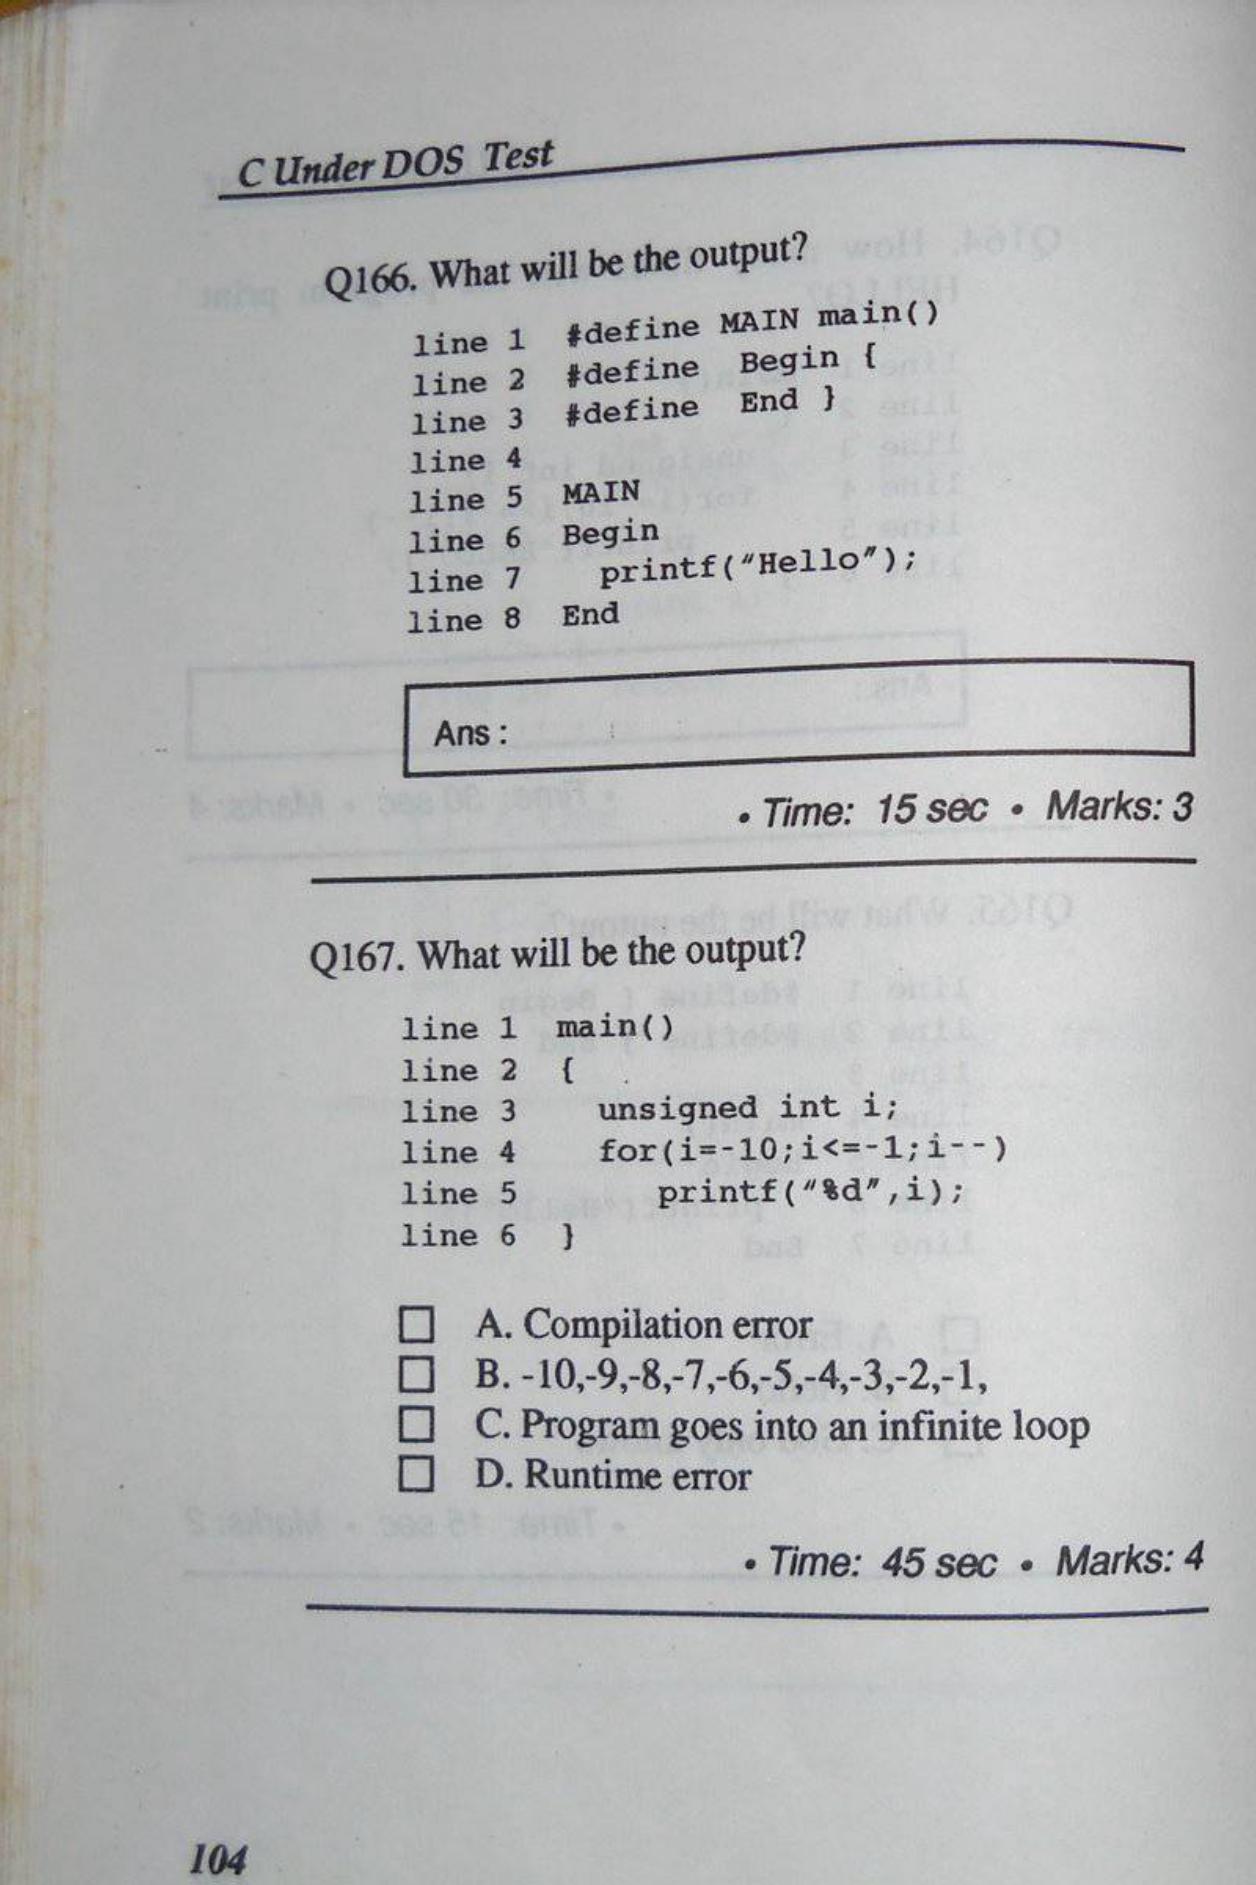 C Under DOS Test
Q166. What will be the output?
line 1 #define MAIN main()
line 2 #define Begin {
line 3 #define End }
line 4
line 5 MAIN
line 6 Begin
line 7 printf("Hello");
line 8 End
Ans :
• Time: 15 sec • Marks: 3
Q167. What will be the output?
line 1 main()
line 2 {
line 3 unsigned int i;
line 4 for(i=-10;i<=-1;i--)
line 5 printf("%d",i);
line 6 }
A. Compilation error
B. -10,-9,-8,-7,-6,-5,-4,-3,-2,-1,
C. Program goes into an infinite loop
D. Runtime error
• Time: 45 sec • Marks: 4
104